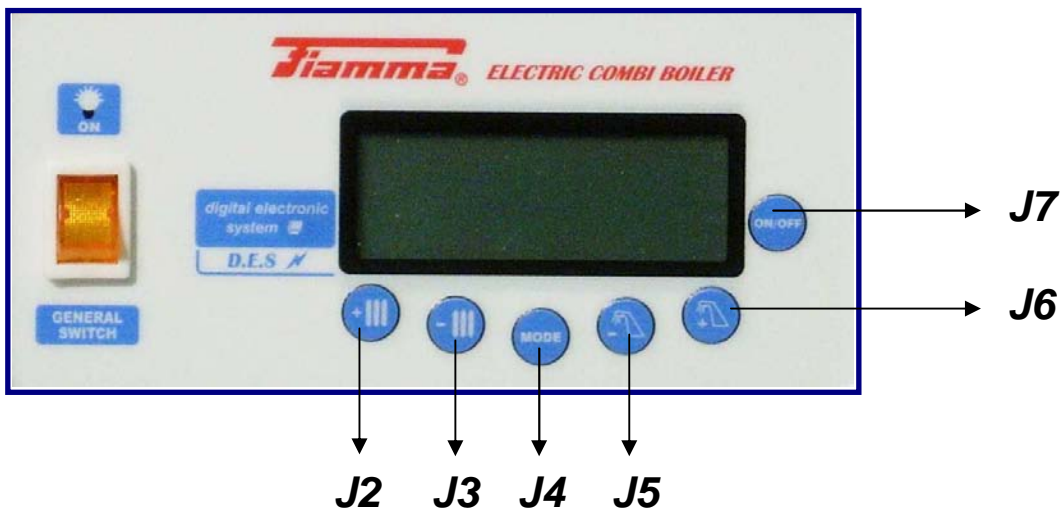 Fiamma® ELECTRIC COMBI BOILER
ON
digital electronic
system
D.E.S
ON/OFF
J7
GENERAL
SWITCH
+
-
MODE
-
+
J6
J2 J3 J4 J5